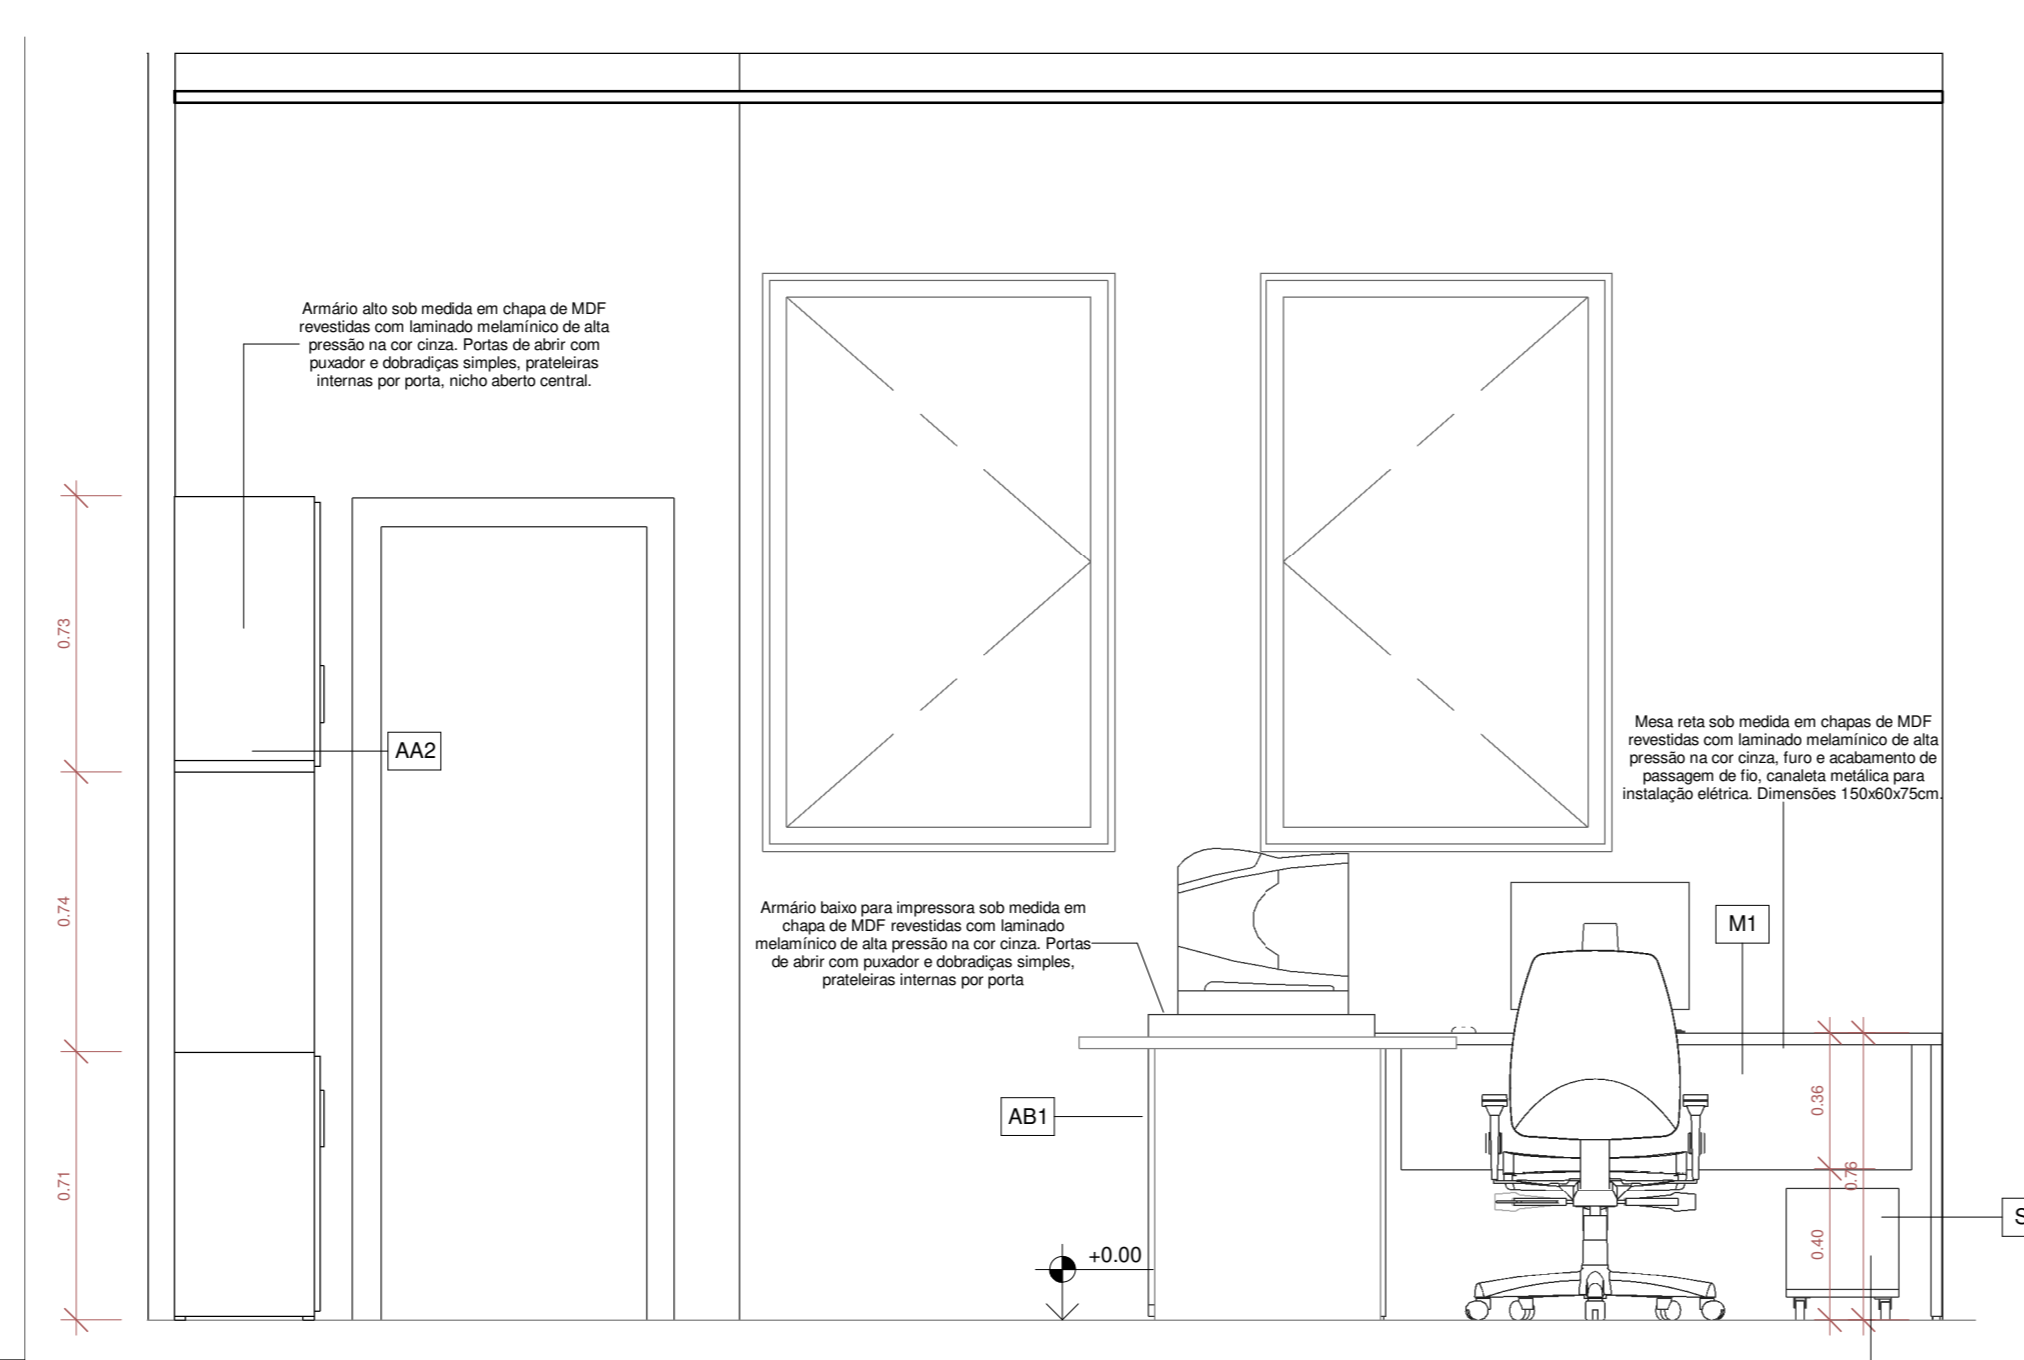 Armário alto sob medida em chapa de MDF
revestidas com laminado melamínico de alta
pressão na cor cinza. Portas de abrir com
puxador e dobradiças simples, prateleiras
internas por porta, nicho aberto central.
0.73
AA2
Mesa reta sob medida em chapas de MDF
revestidas com laminado melamínico de alta
pressão na cor cinza, furo e acabamento de
passagem de fio, canaleta metálica para
instalação elétrica. Dimensões 150x60x75cm.
0.74
Armário baixo para impressora sob medida em
chapa de MDF revestidas com laminado
melamínico de alta pressão na cor cinza. Portas
de abrir com puxador e dobradiças simples,
prateleiras internas por porta
M1
AB1
0.36
0.76
0.71
S
0.40
+0.00